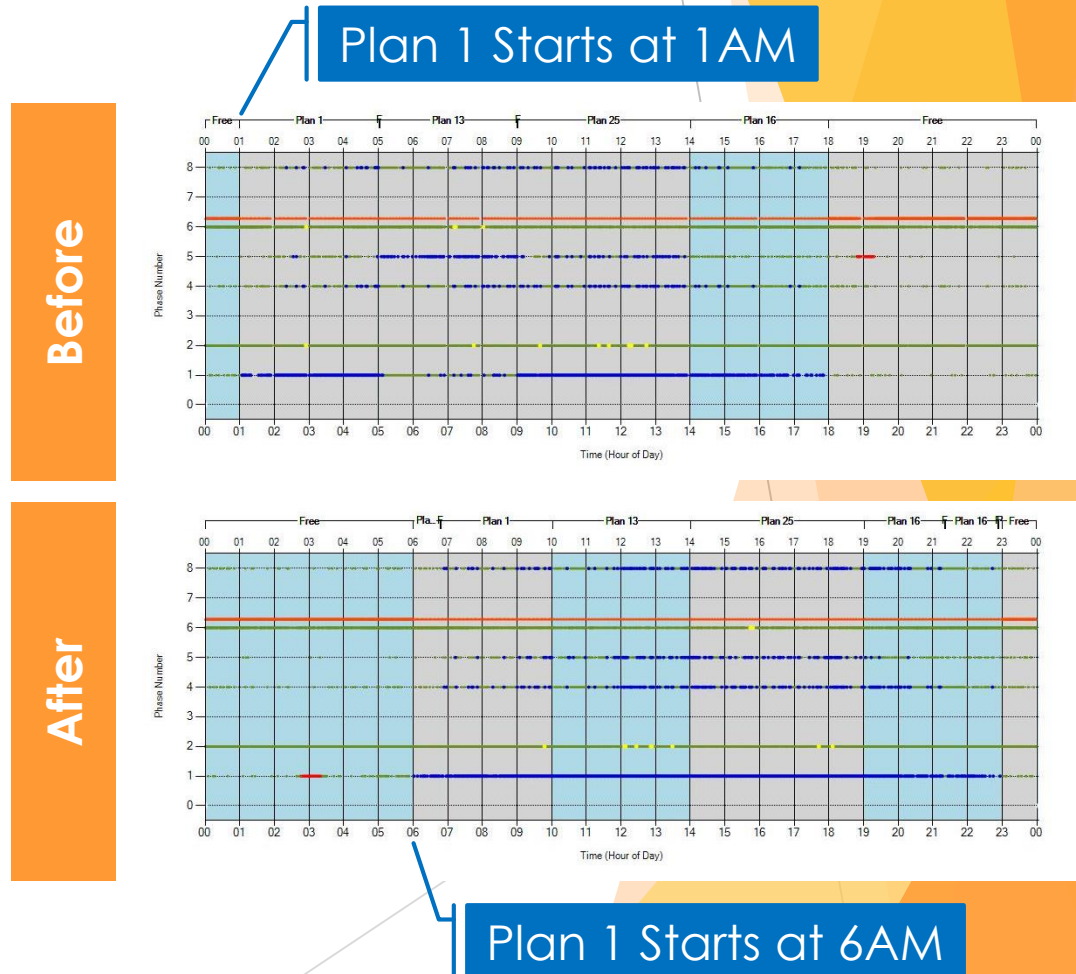 Plan 1 Starts at 1AM
Before
Free Plan 1 F Plan 13 F Plan 25 Plan 16 Free
00 01 02 03 04 05 06 07 08 09 10 11 12 13 14 15 16 17 18 19 20 21 22 23 00
8
7
6
5
4
3
2
1
0
Phase Number
00 01 02 03 04 05 06 07 08 09 10 11 12 13 14 15 16 17 18 19 20 21 22 23 00
Time (Hour of Day)
After
Free Pla.. F Plan 1 Plan 13 Plan 25 Plan 16 F Plan 16 Free
00 01 02 03 04 05 06 07 08 09 10 11 12 13 14 15 16 17 18 19 20 21 22 23 00
8
7
6
5
4
3
2
1
0
Phase Number
00 01 02 03 04 05 06 07 08 09 10 11 12 13 14 15 16 17 18 19 20 21 22 23 00
Time (Hour of Day)
Plan 1 Starts at 6AM